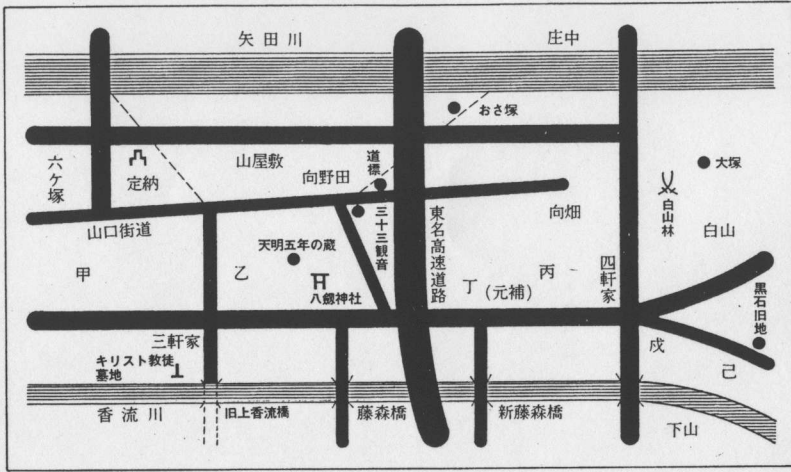 矢田川
庄中
おさ塚
六ケ塚
定納
山屋敷
向野田
道標
大塚
白山林
白山
山口街道
三十三観音
東名高速道路
向畑
四軒家
甲
乙
天明五年の蔵
八劔神社
丙
丁(元補)
黒石旧地
三軒家
戍
己
キリスト教徒
墓地
香流川
旧上香流橋
藤森橋
新藤森橋
下山